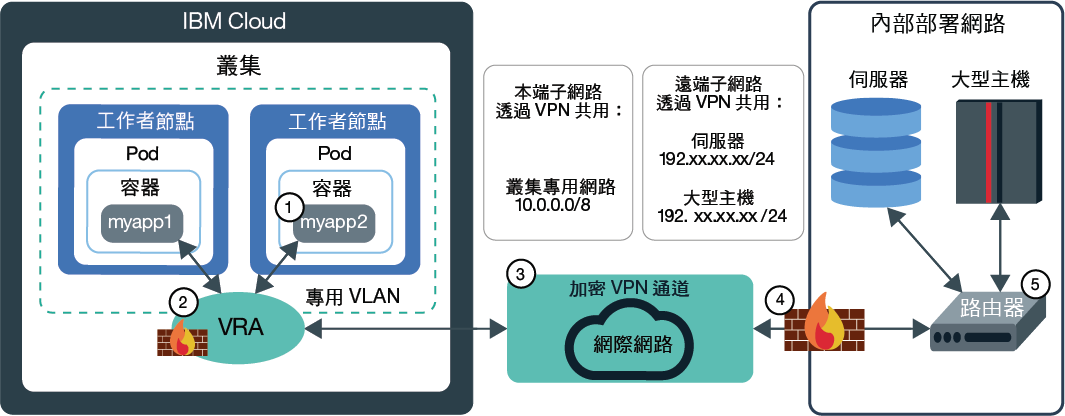 IBM Cloud
叢集
工作者節點
Pod
容器
myapp1
工作者節點
Pod
容器
1
myapp2
2
VRA
專用 VLAN
本端子網路
透過 VPN 共用：
叢集專用網路
10.0.0.0/8
遠端子網路
透過 VPN 共用：
伺服器
192.xx.xx.xx/24
大型主機
192. xx.xx.xx /24
3
加密 VPN 通道
網際網路
4
內部部署網路
伺服器
大型主機
5
路由器